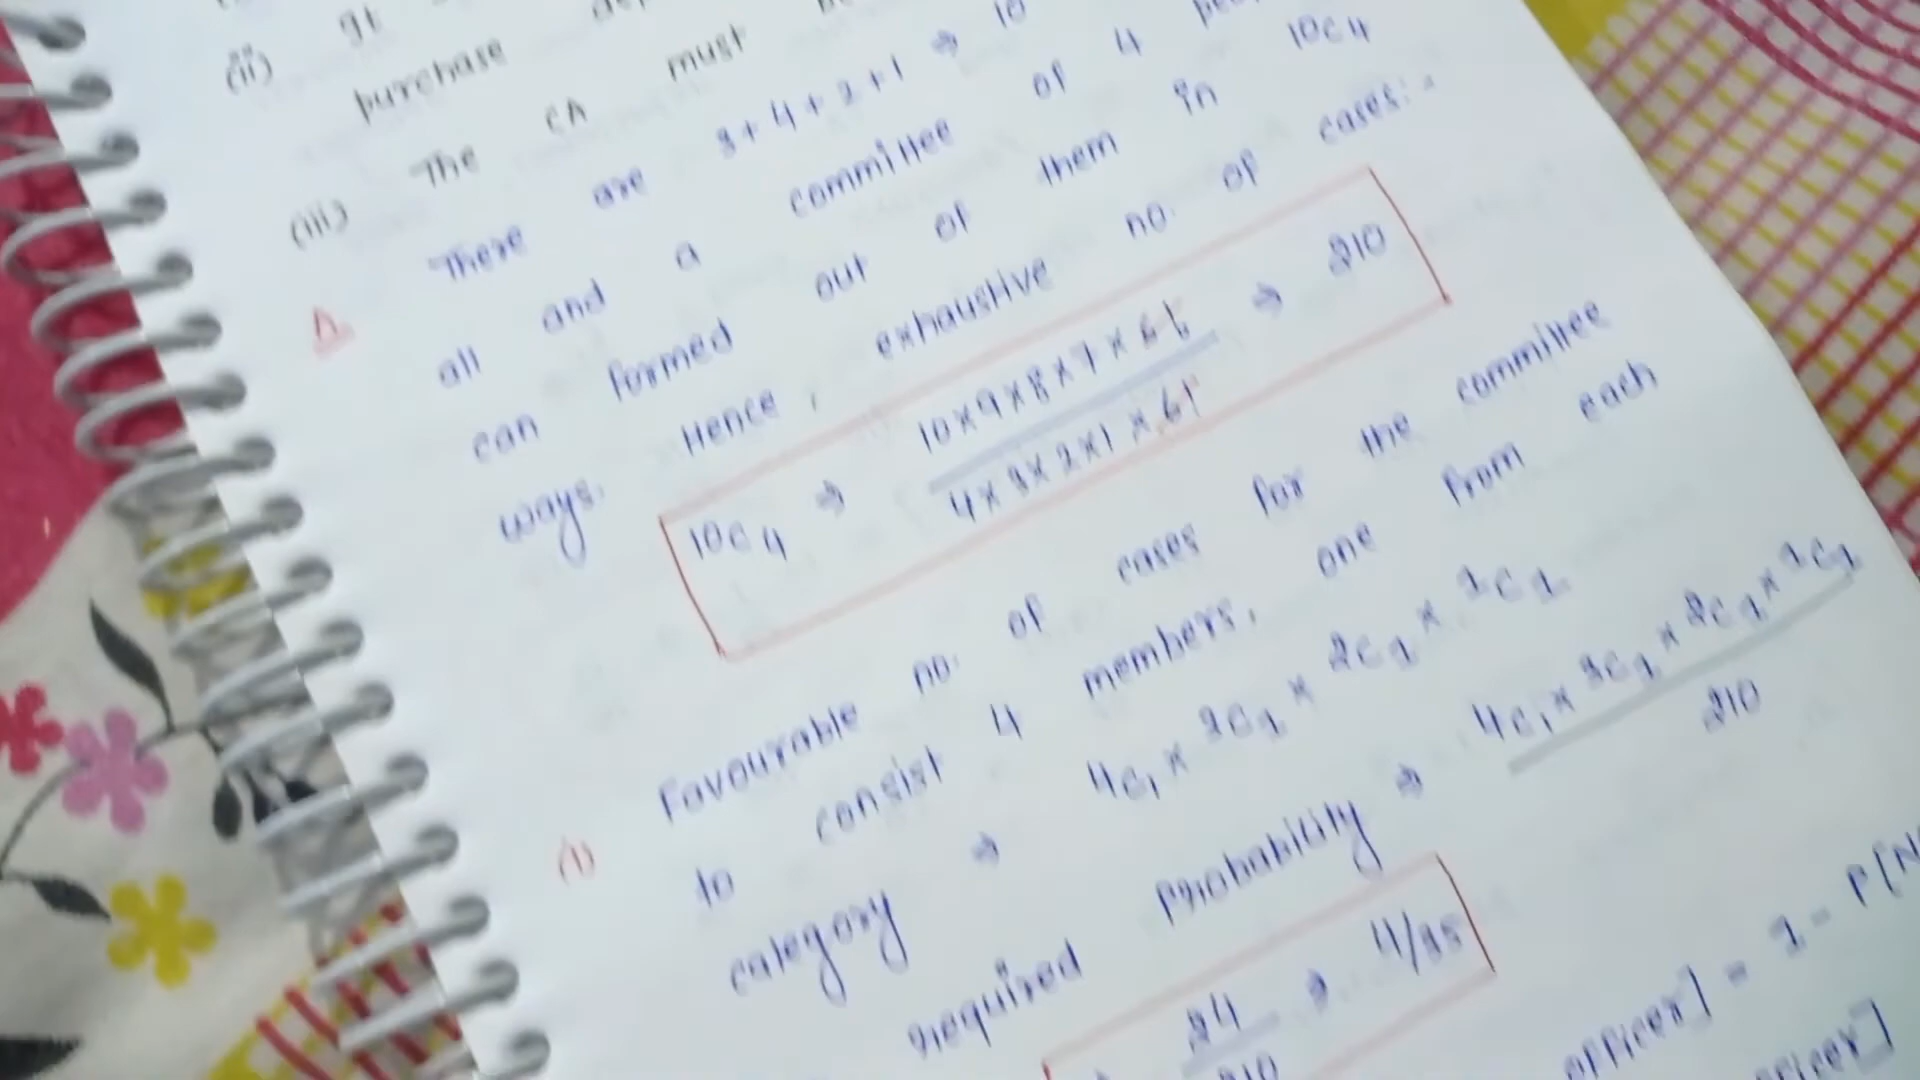 (ii) gt
purchase
(iii) The CA must
A There are 3+4+2+1 ⇒ 10
all and a committee of 4
can formed out of them in 10C4
ways. Hence, exhaustive no. of cases:-
10C4 ⇒ 10×9×8×7×6! / 4×3×2×1×6! ⇒ 210
(1) Favourable no. of cases for the committee
to consist 4 members, one from each
category ⇒ 4C1 × 3C1 × 2C1 × 1C1
Required Probability ⇒ 4C1 × 3C1 × 2C1 × 1C1 / 210
24 / 210 ⇒ 4/35
officer] = 1 - P[N